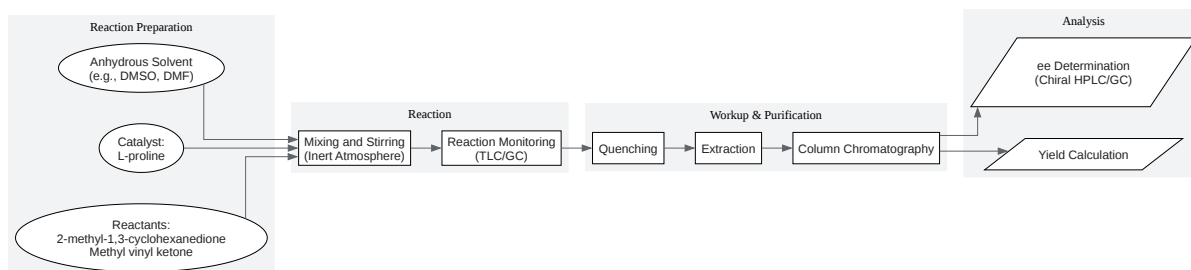 Reaction Preparation
Anhydrous Solvent
(e.g., DMSO, DMF)
Catalyst:
L-proline
Reactants:
2-methyl-1,3-cyclohexanedione
Methyl vinyl ketone
Reaction
Mixing and Stirring
(Inert Atmosphere)
Reaction Monitoring
(TLC/GC)
Workup & Purification
Quenching
Extraction
Column Chromatography
Analysis
ee Determination
(Chiral HPLC/GC)
Yield Calculation